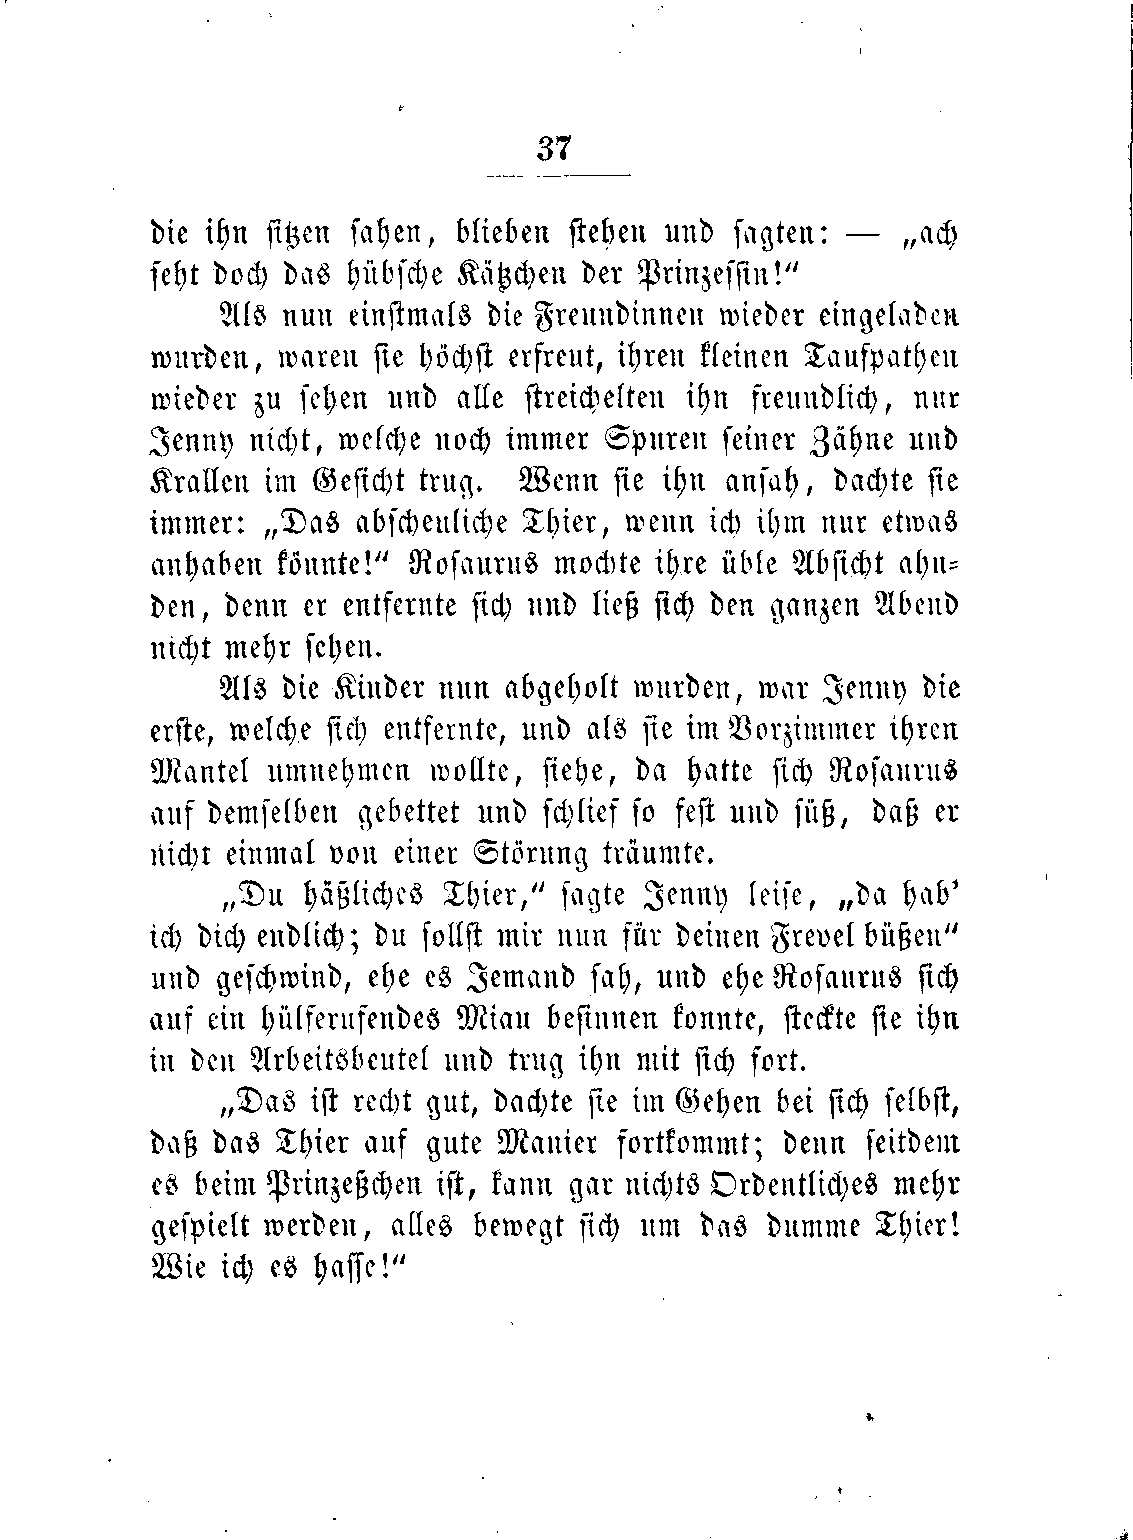 37
die ihn sitzen sahen, blieben stehen und sagten: — „ach
seht doch das hübsche Kätzchen der Prinzessin!“
Als nun einstmals die Freundinnen wieder eingeladen
wurden, waren sie höchst erfreut, ihren kleinen Taufpathen
wieder zu sehen und alle streichelten ihn freundlich, nur
Jenny nicht, welche noch immer Spuren seiner Zähne und
Krallen im Gesicht trug. Wenn sie ihn ansah, dachte sie
immer: „Das abscheuliche Thier, wenn ich ihm nur etwas
anhaben könnte!“ Rosaurus mochte ihre üble Absicht ahn-
den, denn er entfernte sich und ließ sich den ganzen Abend
nicht mehr sehen.
Als die Kinder nun abgeholt wurden, war Jenny die
erste, welche sich entfernte, und als sie im Vorzimmer ihren
Mantel umnehmen wollte, siehe, da hatte sich Rosaurus
auf demselben gebettet und schlief so fest und süß, daß er
nicht einmal von einer Störung träumte.
„Du häßliches Thier,“ sagte Jenny leise, „da hab’
ich dich endlich; du sollst mir nun für deinen Frevel büßen“
und geschwind, ehe es Jemand sah, und ehe Rosaurus sich
auf ein hülferufendes Miau besinnen konnte, steckte sie ihn
in den Arbeitsbeutel und trug ihn mit sich fort.
„Das ist recht gut, dachte sie im Gehen bei sich selbst,
daß das Thier auf gute Manier fortkommt; denn seitdem
es beim Prinzeßchen ist, kann gar nichts Ordentliches mehr
gespielt werden, alles bewegt sich um das dumme Thier!
Wie ich es hasse!“